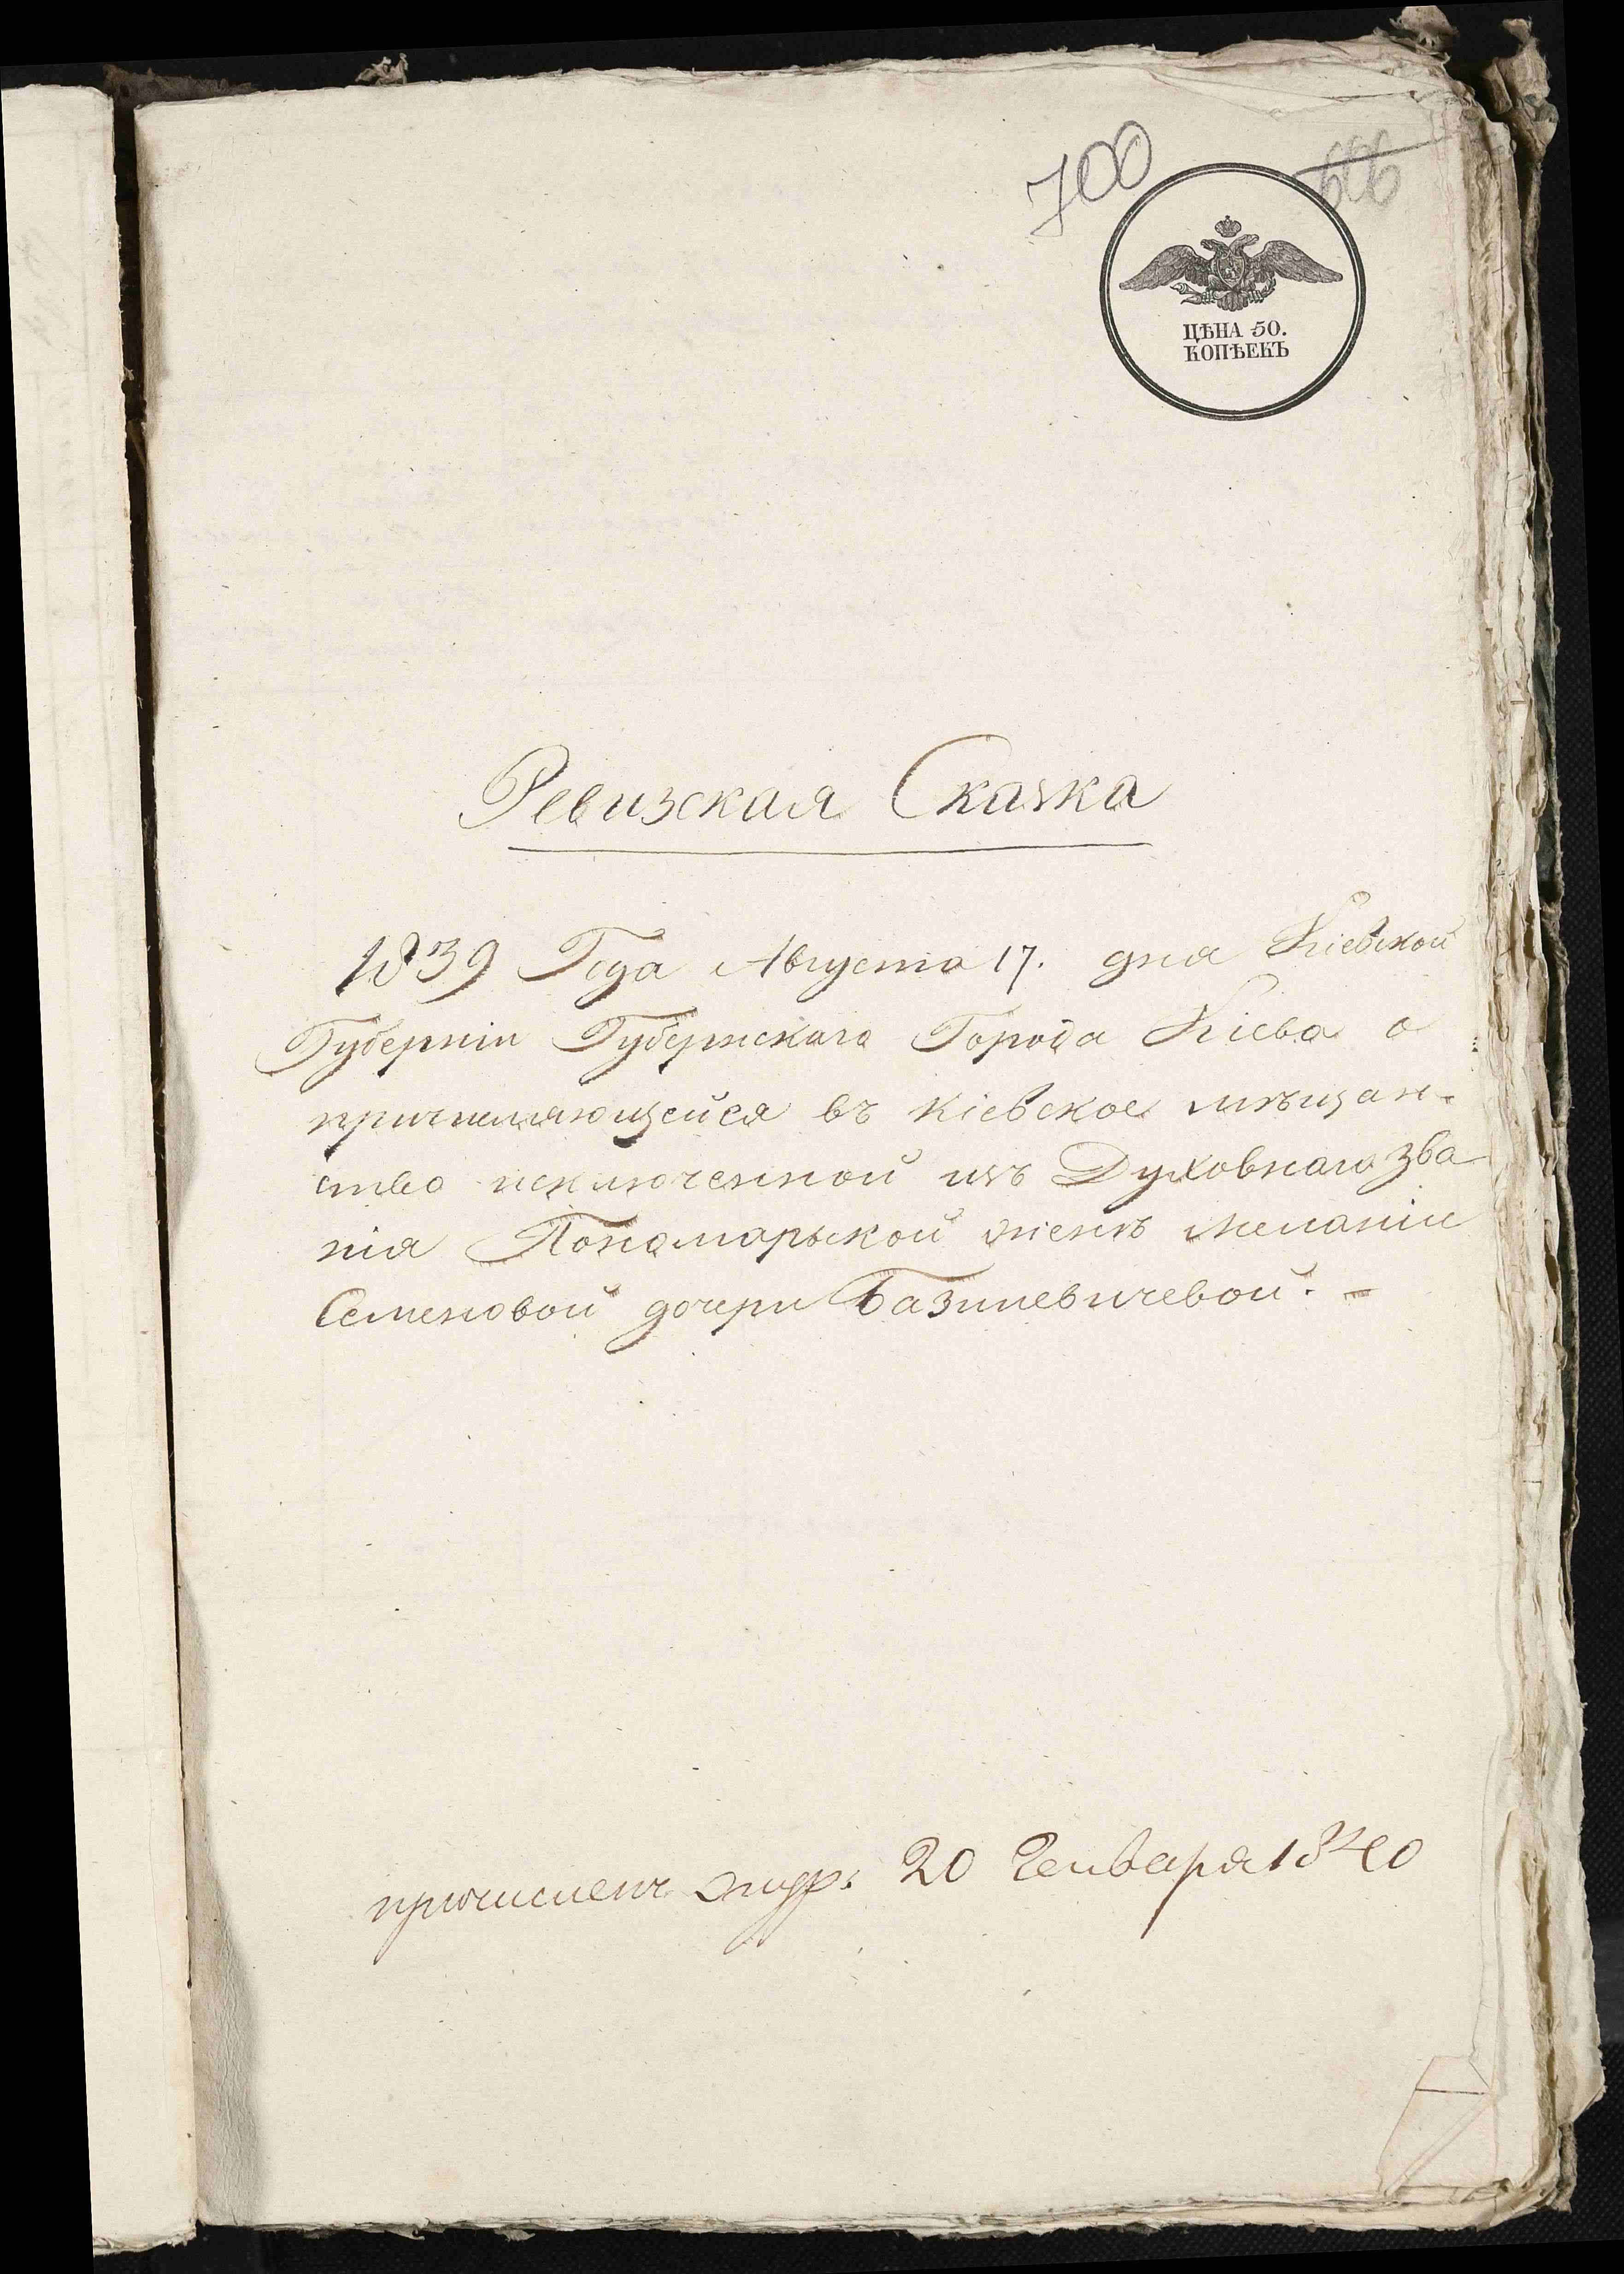 700
606
ЦѢНА 50.
КОПѢЕКЪ
Ревизская Сказка
1839 Года Августа 17. дня Кіевской
Губерніи Губернскаго Города Кіева о
причисляющейся въ Кіевское мѣщан-
ство исключенной изъ Духовнаго зва
нія Пономарской женѣ Меланіи
Семеновой дочери Базилевичевой. -
причислена 20 Генваря 1840